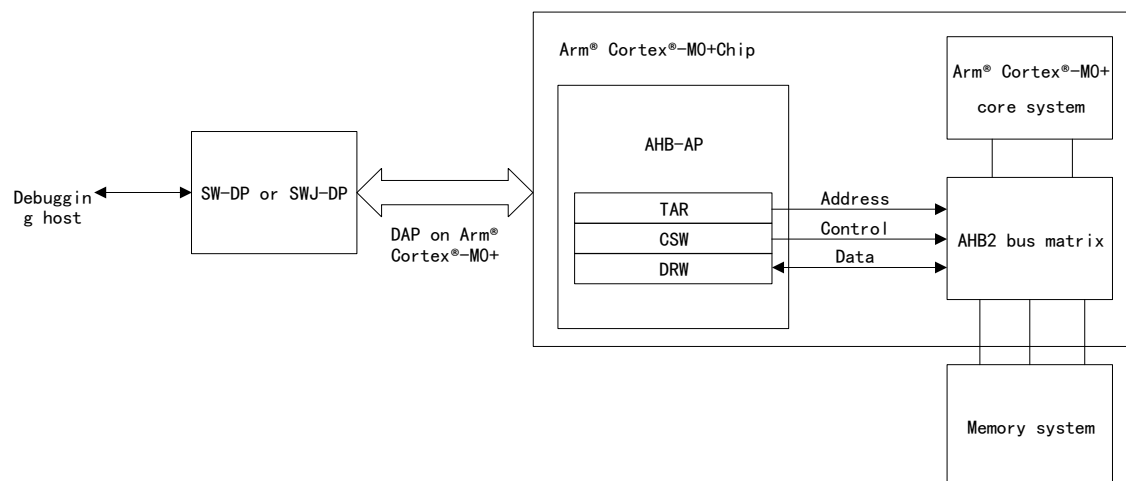 Arm® Cortex®-M0+Chip
Arm® Cortex®-M0+
core system
AHB-AP
Debuggin
g host
SW-DP or SWJ-DP
DAP on Arm®
Cortex®-M0+
TAR
CSW
DRW
Address
Control
Data
AHB2 bus matrix
Memory system